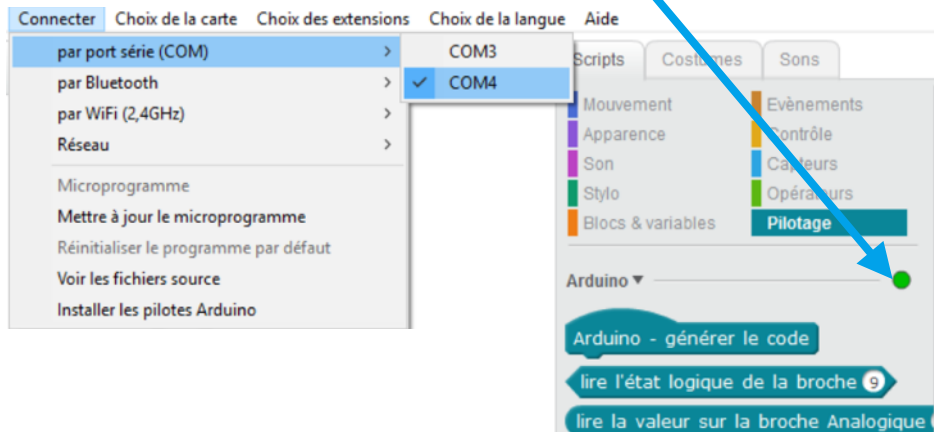 Connecter Choix de la carte Choix des extensions Choix de la langue Aide
par port série (COM) >
par Bluetooth >
par WiFi (2,4GHz) >
Réseau >
Microprogramme
Mettre à jour le microprogramme
Réinitialiser le programme par défaut
Voir les fichiers source
Installer les pilotes Arduino
COM3
✓ COM4
Scripts Costumes Sons
Mouvement Evènements
Apparence Contrôle
Son Capteurs
Stylo Opérateurs
Blocs & variables Pilotage
Arduino ▼
Arduino - générer le code
lire l'état logique de la broche 9
lire la valeur sur la broche Analogique